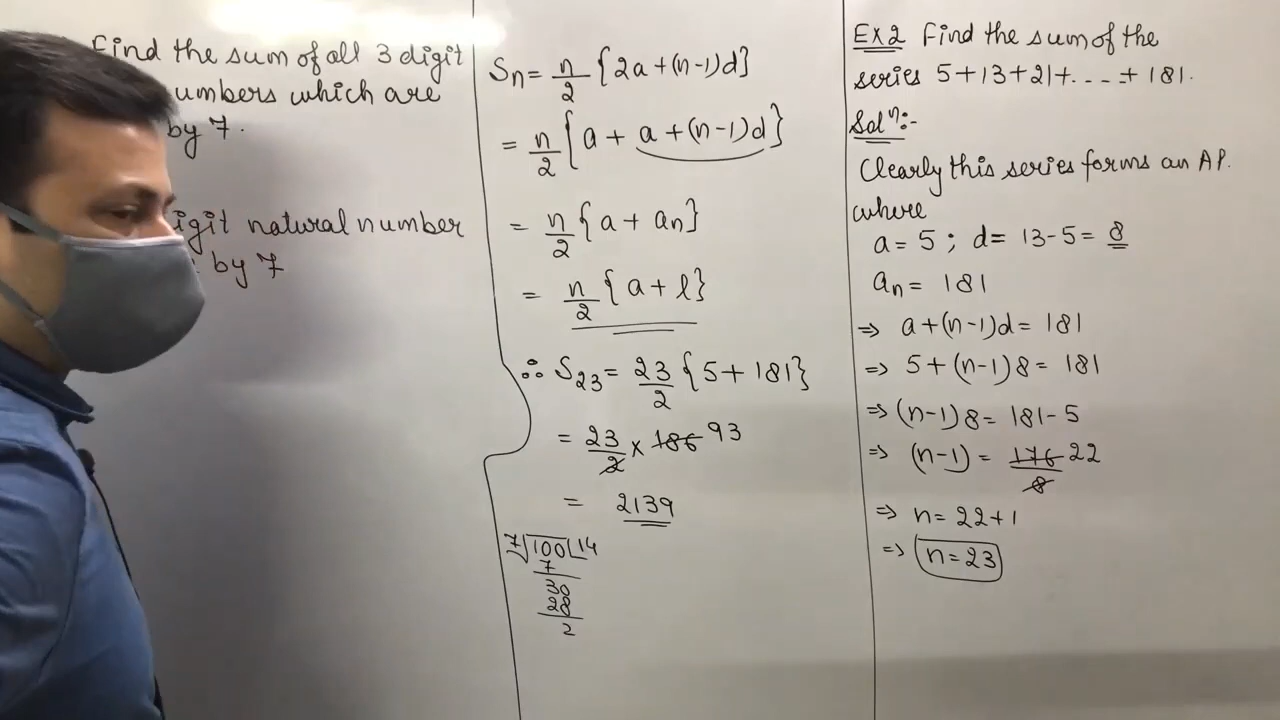 Find the sum of all 3 digit
umbers which are
by 7.
igit natural number
by 7
Sn = n/2 {2a+(n-1)d}
= n/2 {a + a + (n-1)d}
= n/2 {a + an}
= n/2 {a + l}
∴ S23 = 23/2 {5 + 181}
= 23/2 × 186 93
= 2139
7√100 14
7
30
28
2
Ex 2 Find the sum of the
series 5+13+21+....+ 181.
Solⁿ:-
Clearly this series forms an AP.
where
a = 5 ; d = 13-5 = 8
an = 181
⇒ a+(n-1)d = 181
⇒ 5+(n-1)8 = 181
⇒ (n-1)8 = 181-5
⇒ (n-1) = 176/8 22
⇒ n = 22+1
⇒ n = 23